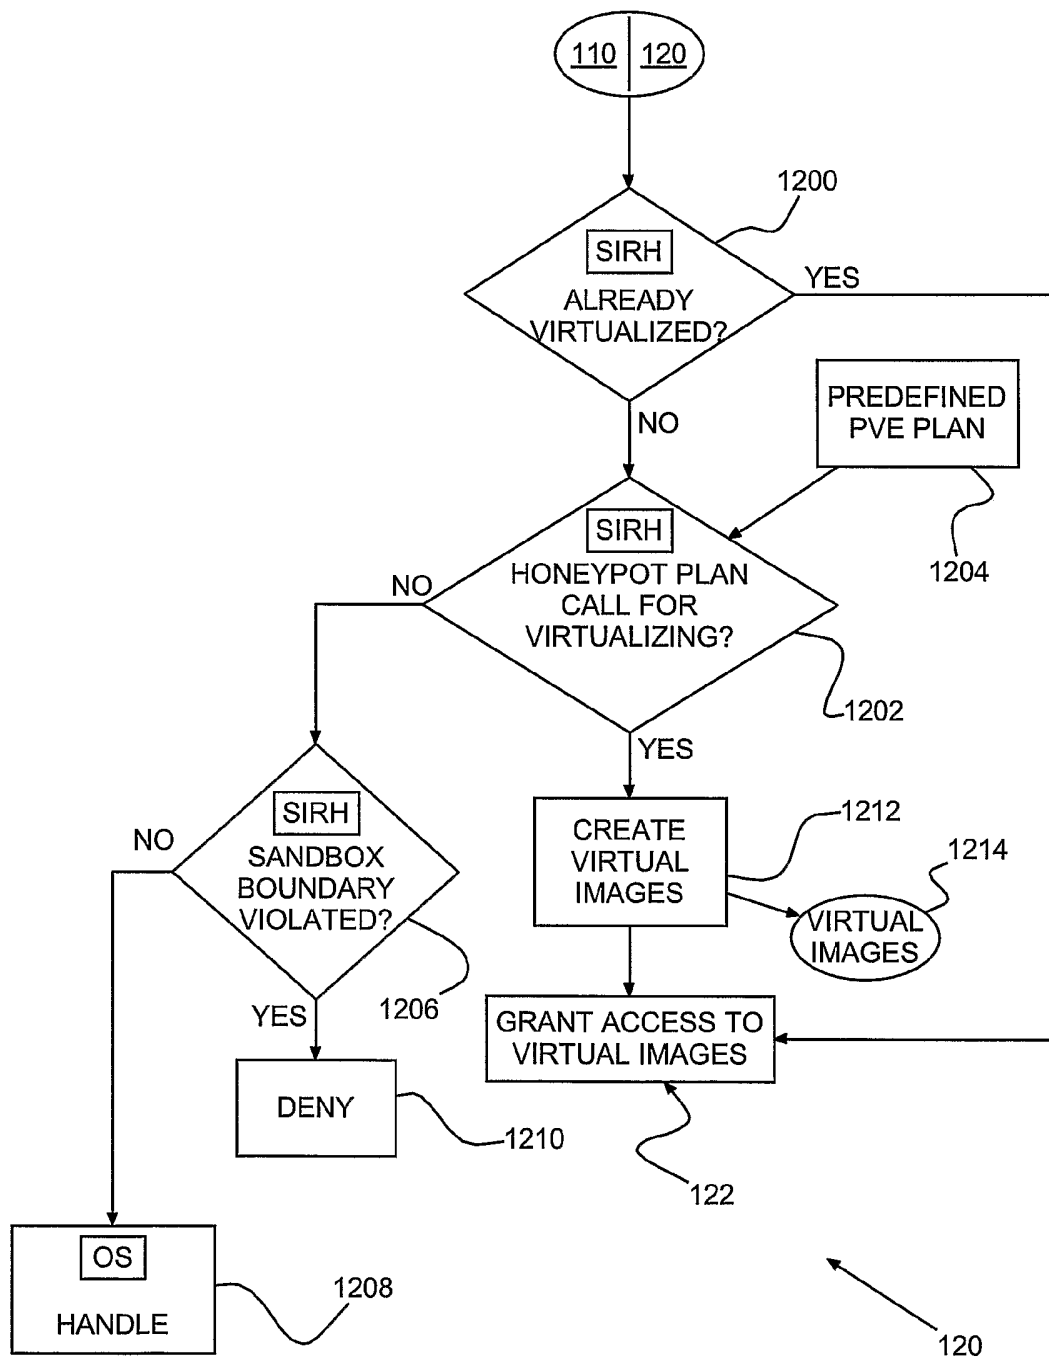 110 120
1200
SIRH
YES
ALREADY
VIRTUALIZED?
PREDEFINED
PVE PLAN
NO
SIRH
1204
NO
HONEYPOT PLAN
CALL FOR
VIRTUALIZING?
1202
YES
SIRH
NO
SANDBOX
BOUNDARY
VIOLATED?
CREATE
VIRTUAL
IMAGES
1212
1214
VIRTUAL
IMAGES
1206
YES
GRANT ACCESS TO
VIRTUAL IMAGES
DENY
1210
122
OS
HANDLE
1208
120